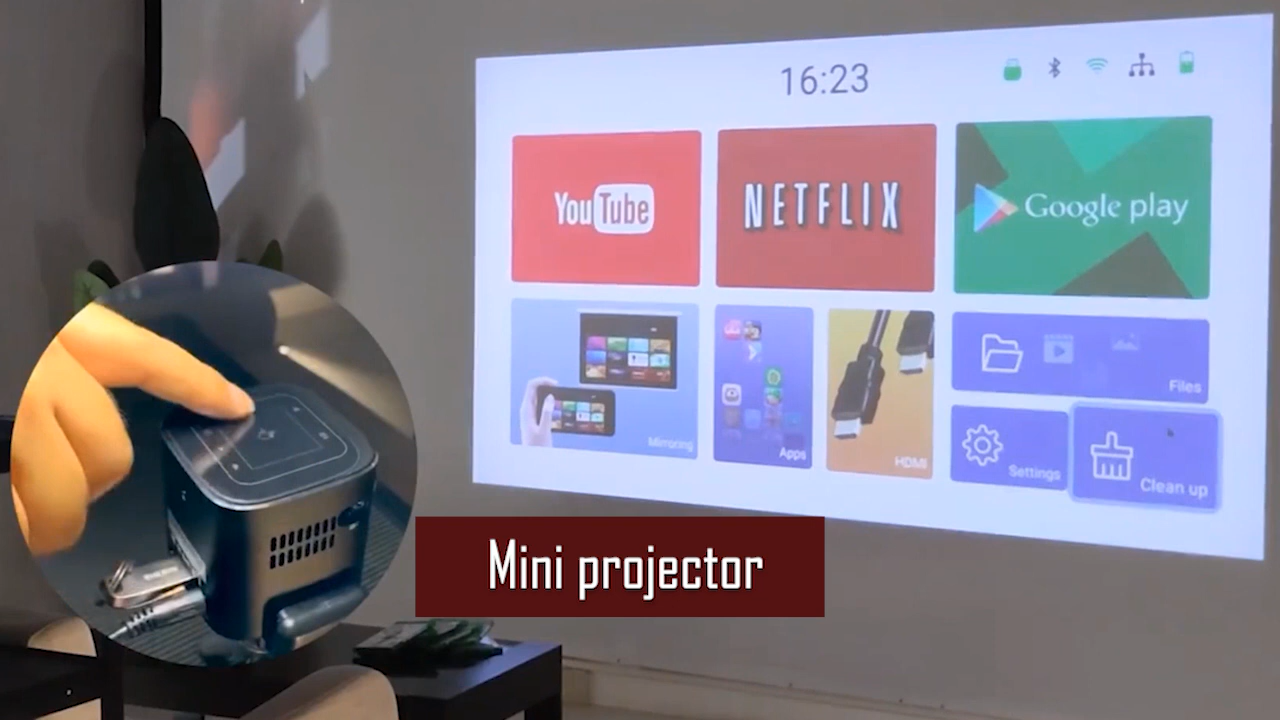 16:23
YouTube
NETFLIX
Google play
Mirroring
Apps
HDMI
Files
Settings
Clean up
Mini projector